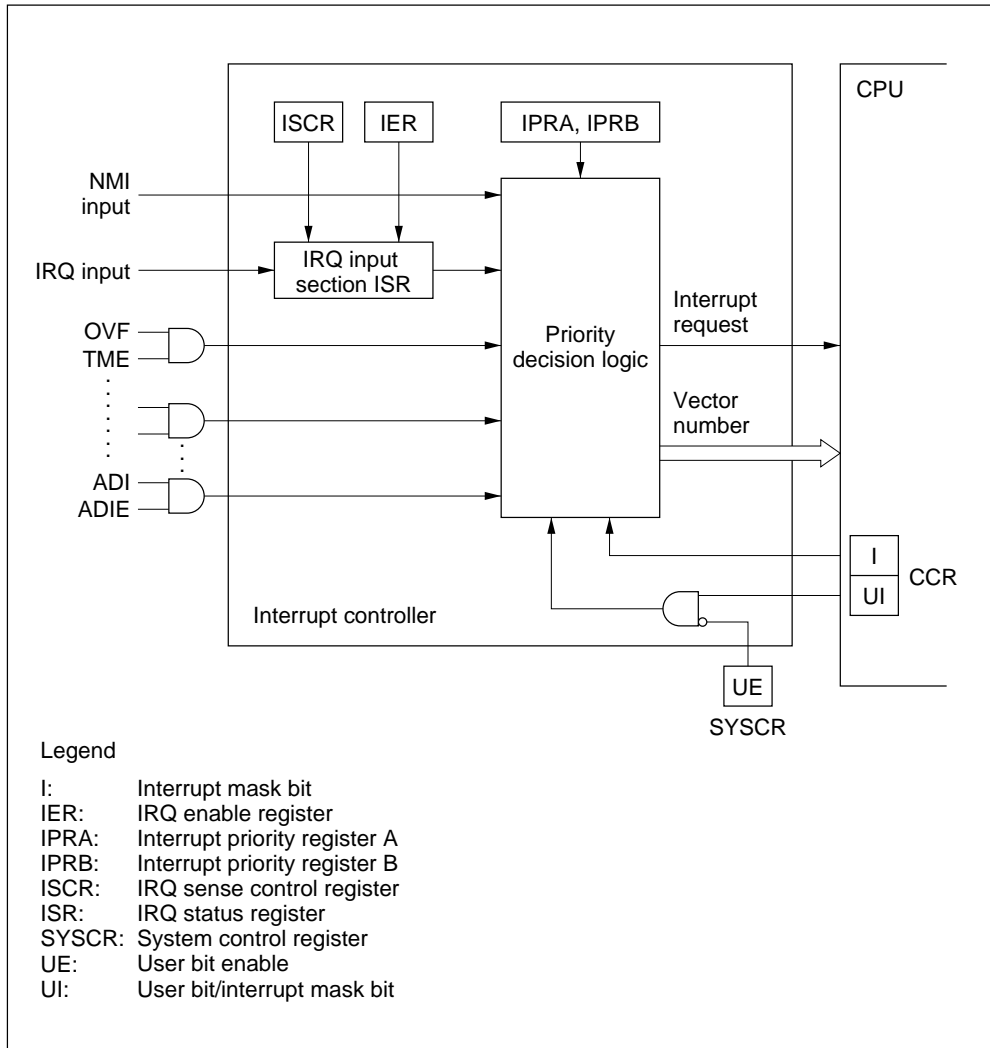 CPU
ISCR
IER
IPRA, IPRB
NMI
input
IRQ input
IRQ input
section ISR
OVF
TME
Priority
decision logic
Interrupt
request
Vector
number
ADI
ADIE
I
UI
CCR
Interrupt controller
UE
SYSCR
Legend
I: Interrupt mask bit
IER: IRQ enable register
IPRA: Interrupt priority register A
IPRB: Interrupt priority register B
ISCR: IRQ sense control register
ISR: IRQ status register
SYSCR: System control register
UE: User bit enable
UI: User bit/interrupt mask bit